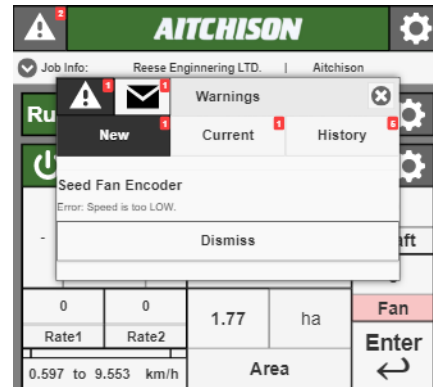 2
AITCHISON
Job Info: Reese Enginnering LTD. | Aitchison
1 1 Warnings
Ru
New 1 Current 1 History 5
Seed Fan Encoder
Error: Speed is too LOW.
- Dismiss
0 0 1.77 ha Fan
Rate1 Rate2 Enter
0.597 to 9.553 km/h Area